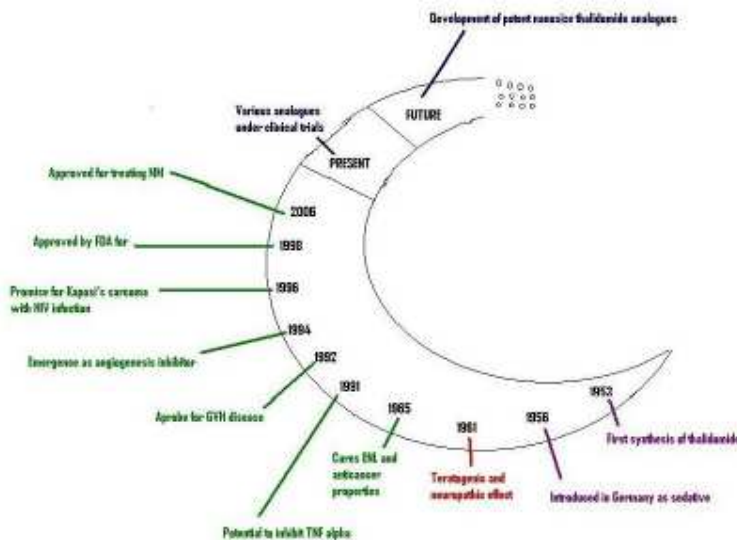 Development of potent nanosize thalidomide analogues
Various analogues
under clinical trials
FUTURE
PRESENT
Approved for treating MM
2006
Approved by FDA for
1998
Promise for Kaposi's sarcoma
with HIV infection
1996
1994
Emergence as angiogenesis inhibitor
1992
Aprobe for GVH disease
1991
Potential to inhibit TNF alpha
1965
Cures ENL and
anticancer
properties
1961
Teratogenic and
neuropathic effect
1956
Introduced in Germany as sedative
1953
First synthesis of thalidomide